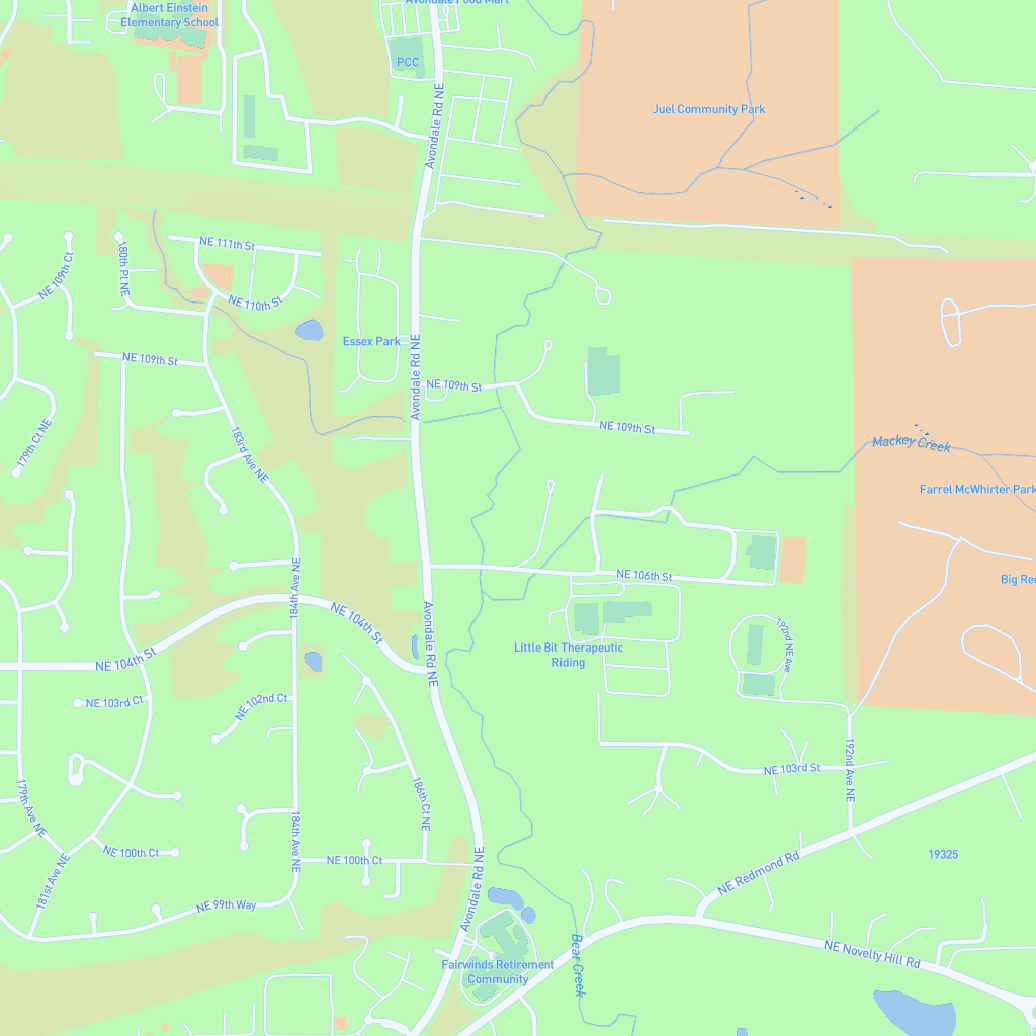 Albert Einstein
Elementary School
Avondale Food Mart
PCC
Avondale Rd NE
Juel Community Park
NE 109th Ct
180th Pl NE
NE 111th St
NE 110th St
Essex Park
Avondale Rd NE
NE 109th St
NE 109th St
NE 109th St
179th Ct NE
183rd Ave NE
Mackey Creek
Farrel McWhirter Park
184th Ave NE
NE 106th St
Big Red
NE 104th St
Avondale Rd NE
NE 104th St
Little Bit Therapeutic
Riding
192nd NE Ave
NE 103rd Ct
NE 102nd Ct
NE 103rd St
192nd Ave NE
179th Ave NE
186th Ct NE
184th Ave NE
NE 100th Ct
NE 100th Ct
Avondale Rd NE
NE Redmond Rd
19325
181st Ave NE
NE 99th Way
Bear Creek
NE Novelty Hill Rd
Fairwinds Retirement
Community